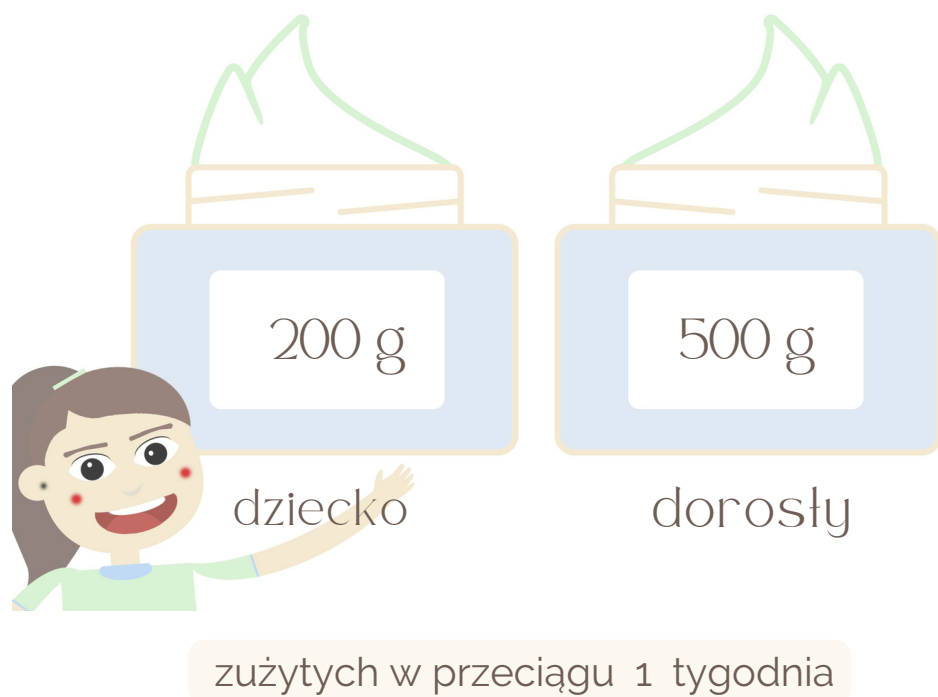 200 g
500 g
dziecko
dorosły
zużytych w przeciągu 1 tygodnia